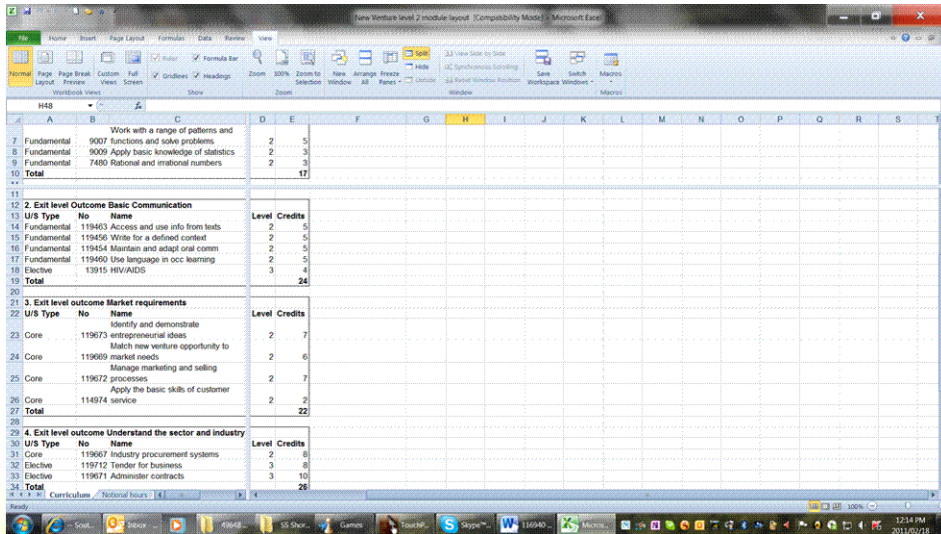 New Venture level 2 module layout [Compatibility Mode] - Microsoft Excel
File Home Insert Page Layout Formulas Data Review View
Ruler Formula Bar
Gridlines Headings
Normal Page Layout Page Break Preview Custom Views Full Screen
Zoom 100% Zoom to Selection New Window Arrange All Freeze Panes
Split
Hide
Unhide
View Side by Side
Synchronous Scrolling
Reset Window Position
Save Workspace Switch Windows Macros
Workbook Views Show Zoom Window Macros
H48 fx
A B C D E F G H I J K L M N O P Q R S T
Work with a range of patterns and
7 Fundamental 9007 functions and solve problems 2 5
8 Fundamental 9009 Apply basic knowledge of statistics 2 3
9 Fundamental 7480 Rational and irrational numbers 2 3
10 Total 17
11
12 2. Exit level Outcome Basic Communication
13 U/S Type No Name Level Credits
14 Fundamental 119463 Access and use info from texts 2 5
15 Fundamental 119456 Write for a defined context 2 5
16 Fundamental 119454 Maintain and adapt oral comm 2 5
17 Fundamental 119460 Use language in occ learning 2 5
18 Elective 13915 HIV/AIDS 3 4
19 Total 24
20
21 3. Exit level outcome Market requirements
22 U/S Type No Name Level Credits
Identify and demonstrate
23 Core 119673 entrepreneurial ideas 2 7
Match new venture opportunity to
24 Core 119669 market needs 2 6
Manage marketing and selling
25 Core 119672 processes 2 7
Apply the basic skills of customer
26 Core 114974 service 2 2
27 Total 22
28
29 4. Exit level outcome Understand the sector and industry
30 U/S Type No Name Level Credits
31 Core 119667 Industry procurement systems 2 8
32 Elective 119712 Tender for business 3 8
33 Elective 119671 Administer contracts 3 10
34 Total 26
Curriculum Notional hours
Ready 100%
-- Sout... Inbox - ... 49648... SS Shor... Games TouchP... Skype™... 116940 ... Micros... 12:14 PM
2011/02/18